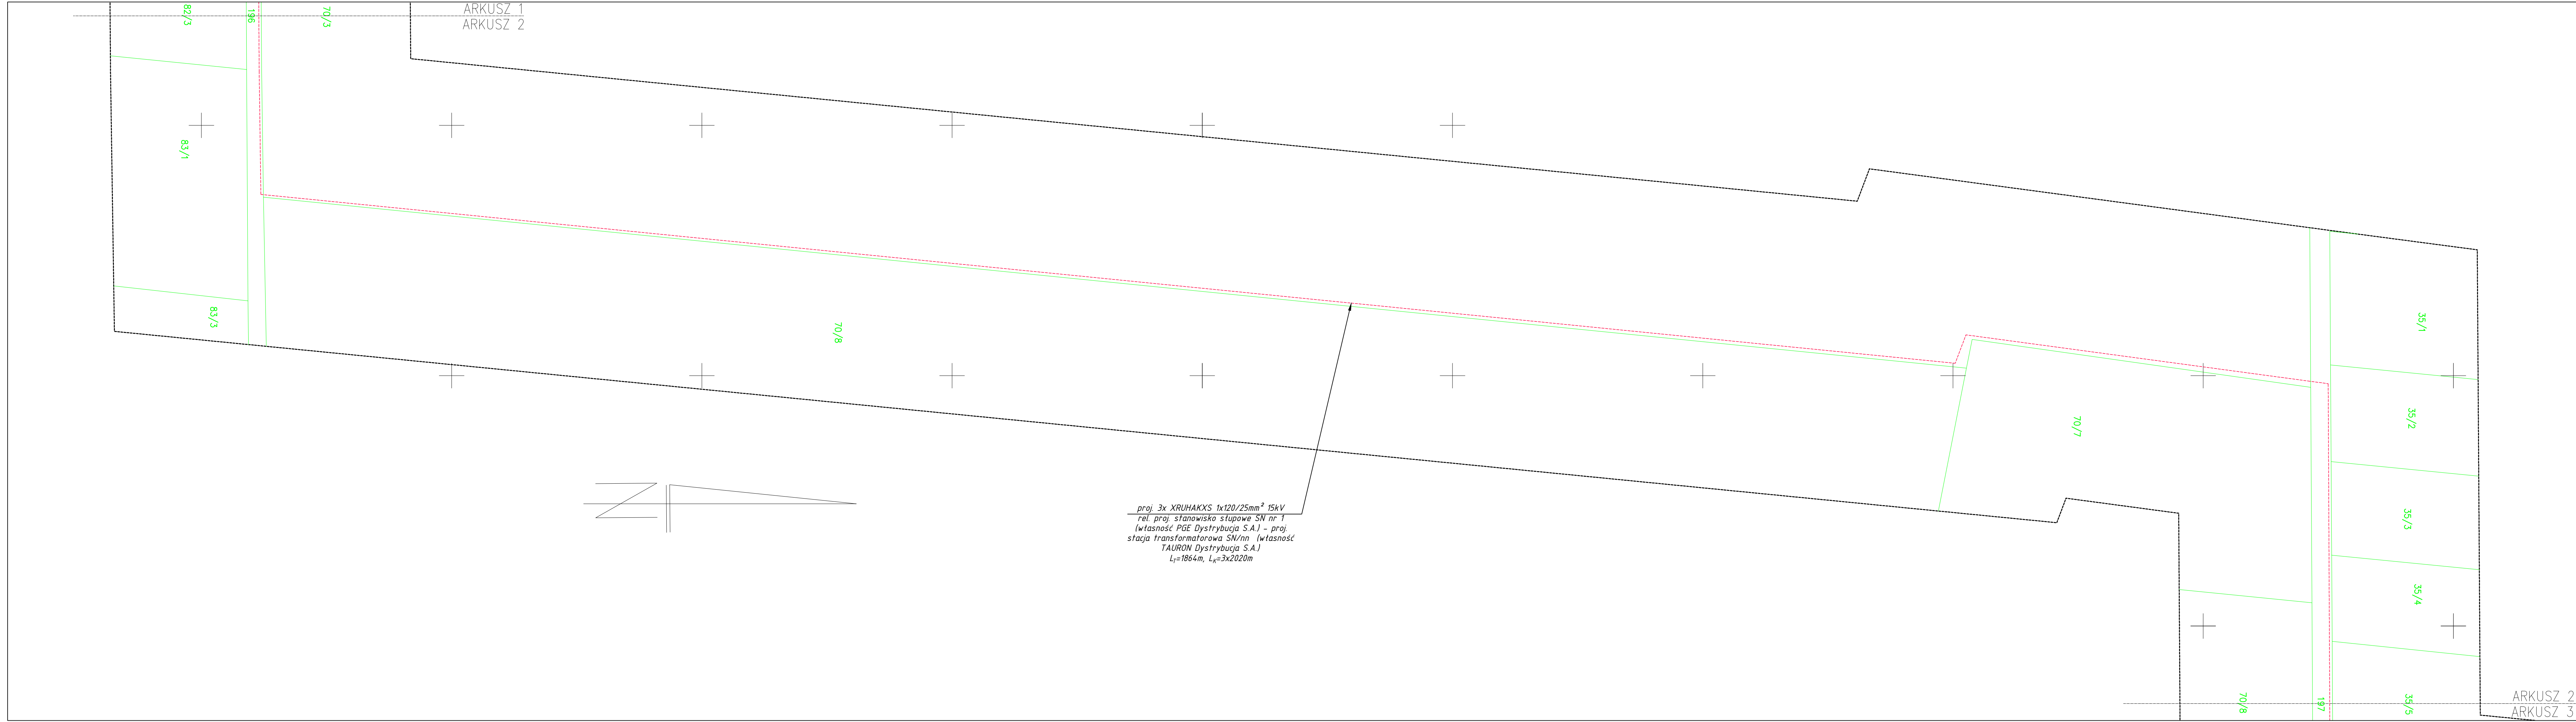 ARKUSZ 1
ARKUSZ 2
82/3
196
70/3
83/1
83/3
70/8
35/1
35/2
70/7
35/3
35/4
N
proj. 3x XRUHAKXS 1x120/25mm² 15kV
rel. proj. stanowisko słupowe SN nr 1
(własność PGE Dystrybucja S.A.) - proj.
stacja transformatorowa SN/nn (własność
TAURON Dystrybucja S.A.)
Lₜ=1864m, Lₖ=3x2020m
70/8
197
35/5
ARKUSZ 2
ARKUSZ 3